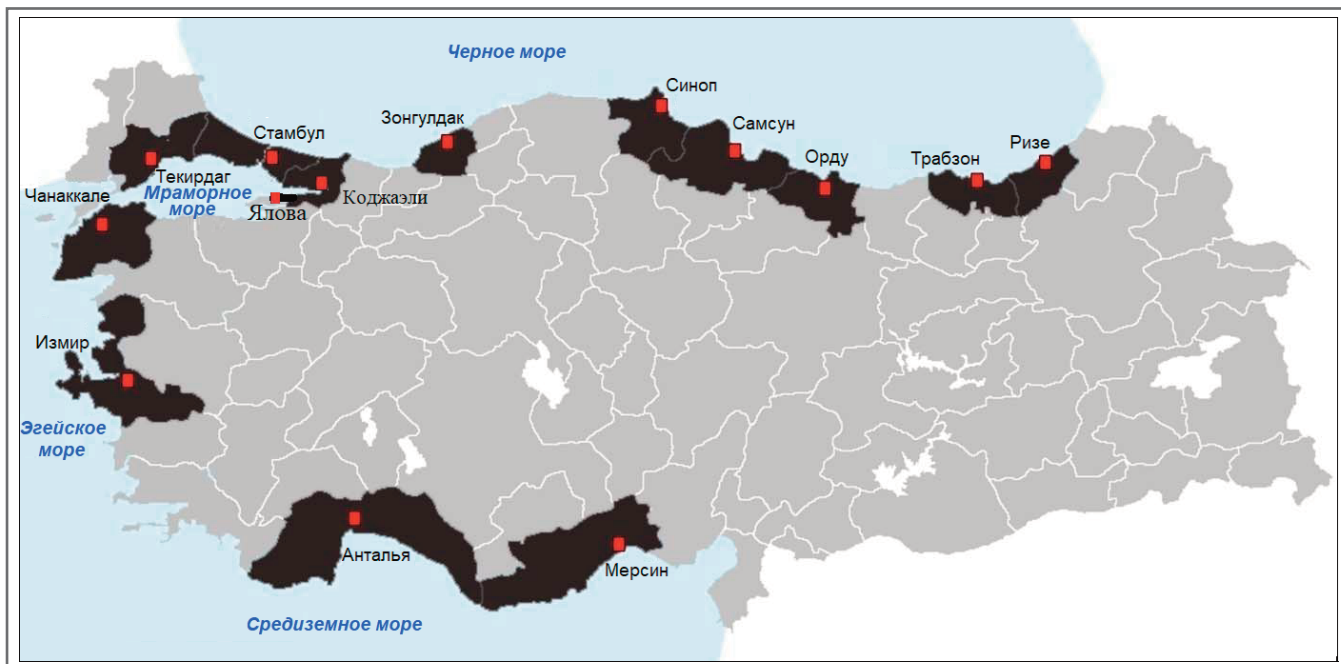 Черное море
Синоп
Зонгулдак
Стамбул
Самсун
Ризе
Орду
Трабзон
Текирдаг
Чанаккале
Мраморное
море
Коджаэли
Ялова
Измир
Эгейское
море
Анталья
Мерсин
Средиземное море